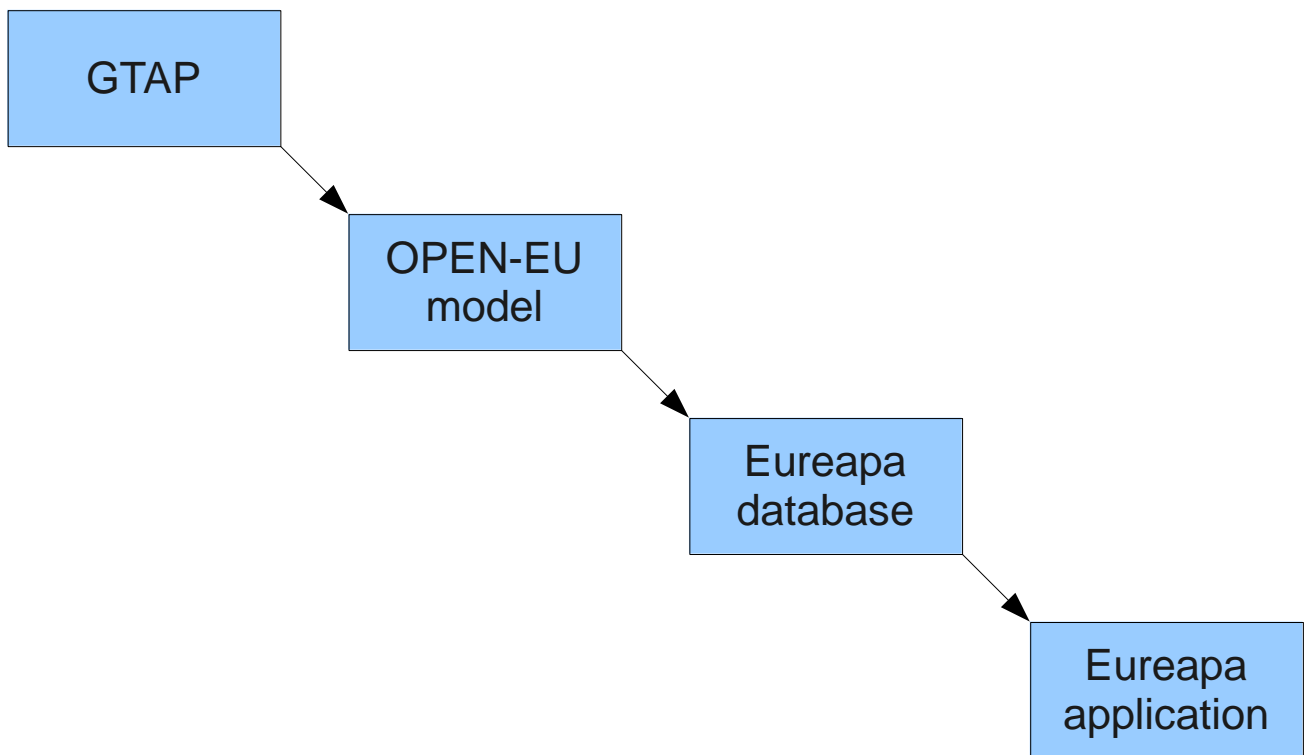 GTAP
OPEN-EU
model
Eureapa
database
Eureapa
application